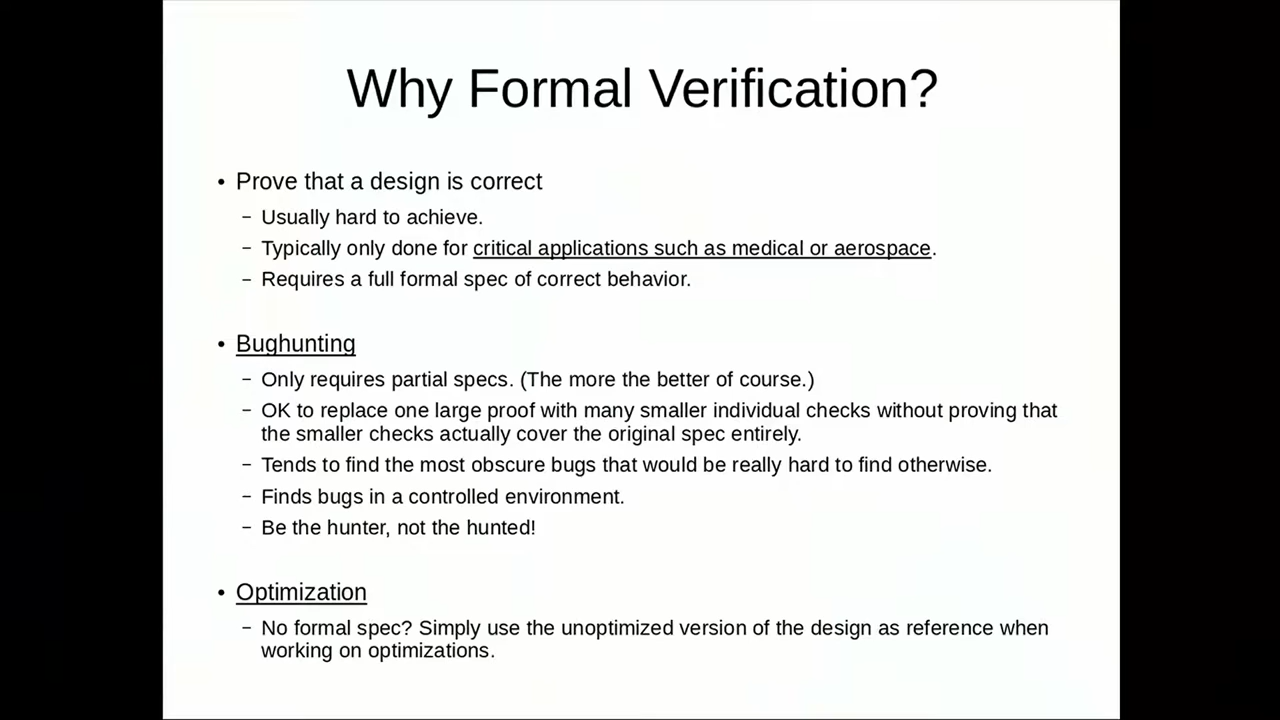 Why Formal Verification?
• Prove that a design is correct
– Usually hard to achieve.
– Typically only done for critical applications such as medical or aerospace.
– Requires a full formal spec of correct behavior.
• Bughunting
– Only requires partial specs. (The more the better of course.)
– OK to replace one large proof with many smaller individual checks without proving that
the smaller checks actually cover the original spec entirely.
– Tends to find the most obscure bugs that would be really hard to find otherwise.
– Finds bugs in a controlled environment.
– Be the hunter, not the hunted!
• Optimization
– No formal spec? Simply use the unoptimized version of the design as reference when
working on optimizations.